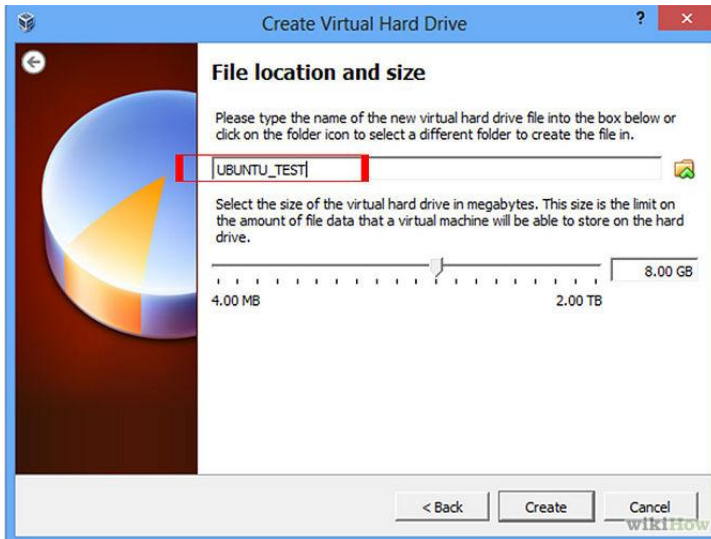 Create Virtual Hard Drive
?
File location and size
Please type the name of the new virtual hard drive file into the box below or
click on the folder icon to select a different folder to create the file in.
UBUNTU_TEST
Select the size of the virtual hard drive in megabytes. This size is the limit on
the amount of file data that a virtual machine will be able to store on the hard
drive.
8.00 GB
4.00 MB 2.00 TB
< Back Create Cancel
wikiHow